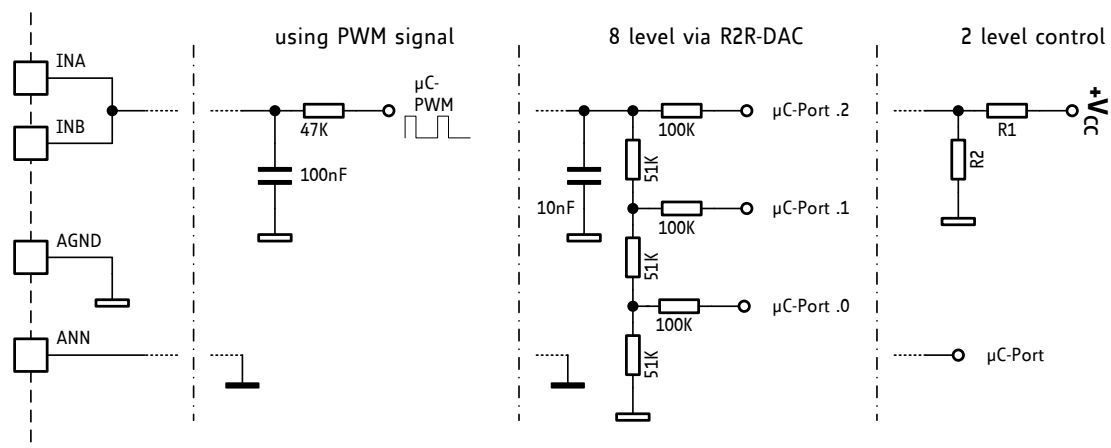 using PWM signal
8 level via R2R-DAC
2 level control
INA
INB
AGND
ANN
µC-
PWM
47K
100nF
10nF
100K
51K
100K
51K
100K
51K
µC-Port .2
µC-Port .1
µC-Port .0
+VCC
R1
R2
µC-Port